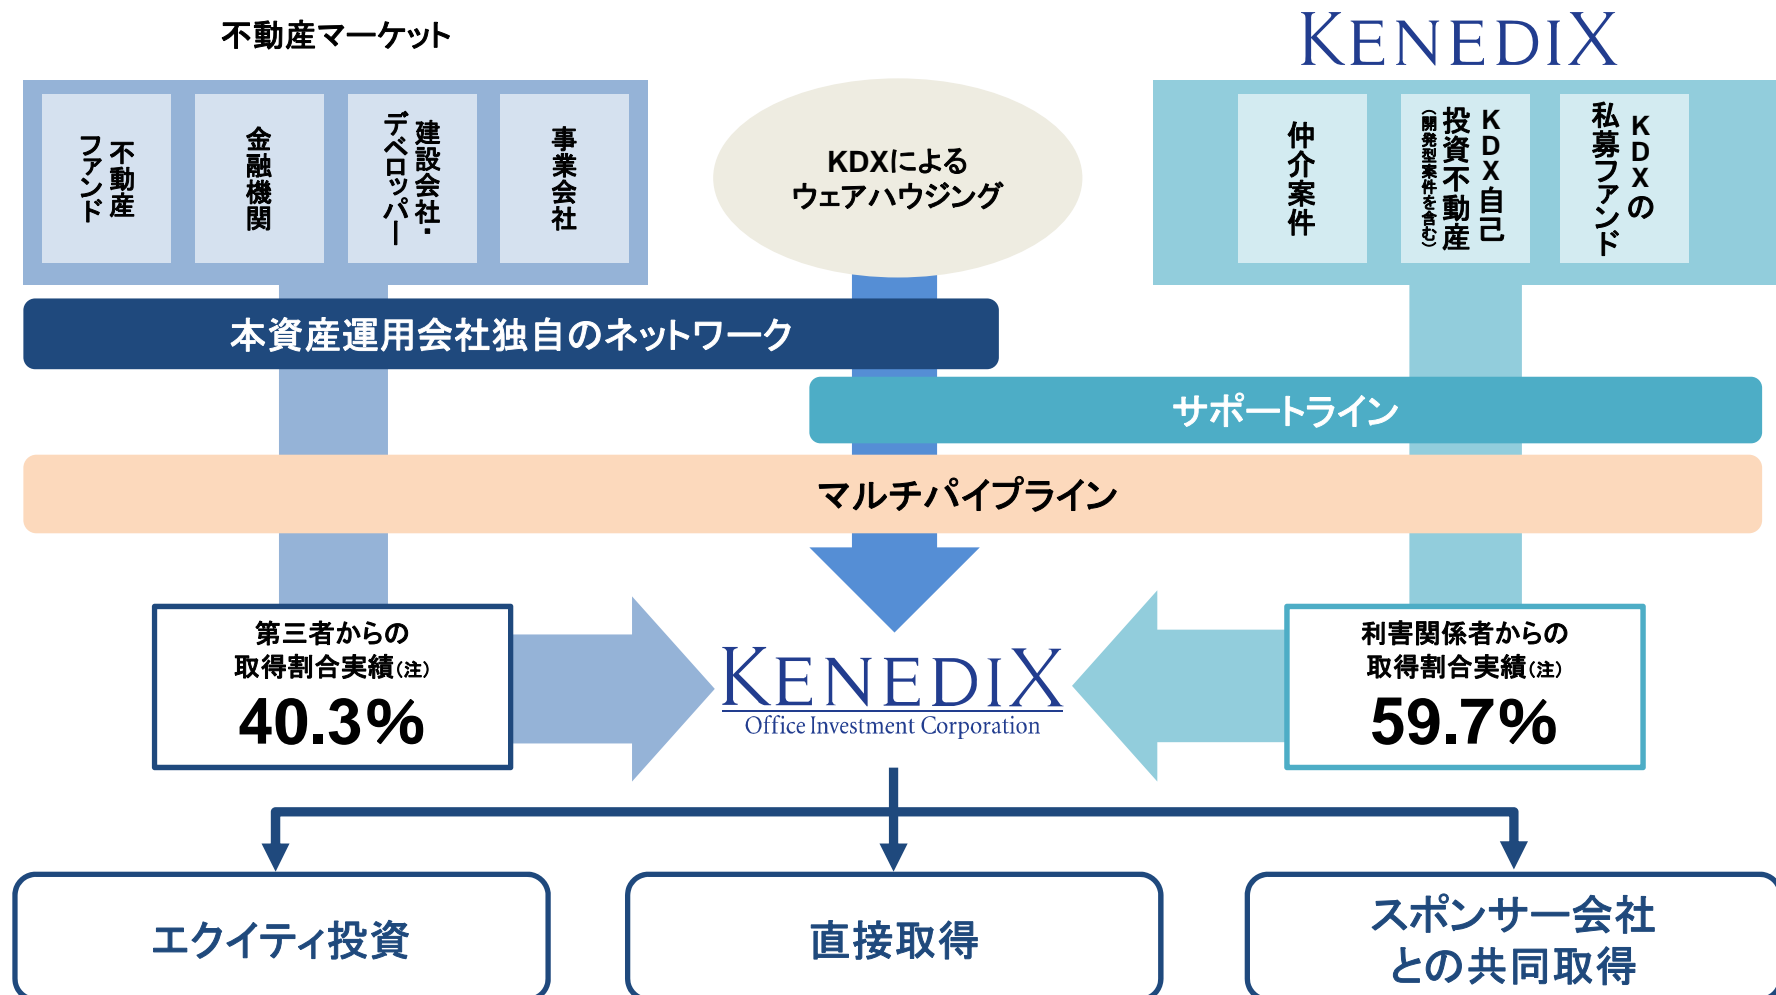 不動産マーケット
KENEDIX
不動産
ファンド
金融機関
建設会社・
デベロッパー
事業会社
KDXによる
ウェアハウジング
仲介案件
KDX自己
投資不動産
(開発型案件を含む)
KDXの
私募ファンド
本資産運用会社独自のネットワーク
サポートライン
マルチパイプライン
第三者からの
取得割合実績(注)
40.3%
KENEDIX
Office Investment Corporation
利害関係者からの
取得割合実績(注)
59.7%
エクイティ投資
直接取得
スポンサー会社
との共同取得